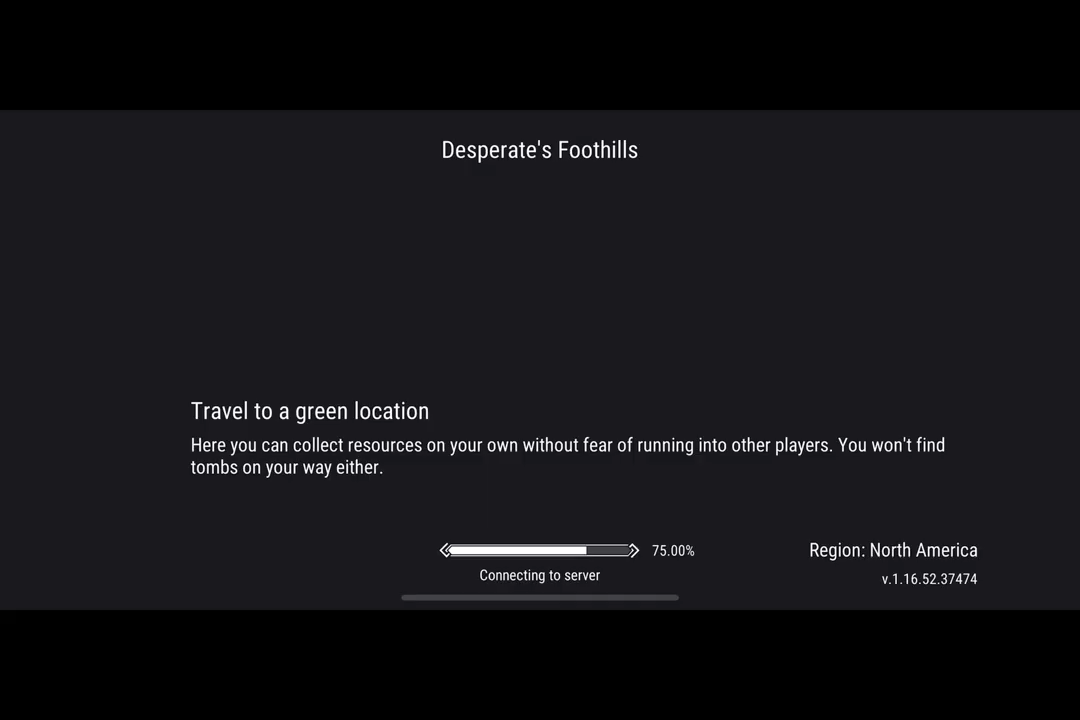 Desperate's Foothills
Travel to a green location
Here you can collect resources on your own without fear of running into other players. You won't find
tombs on your way either.
75.00%
Region: North America
Connecting to server
v.1.16.52.37474